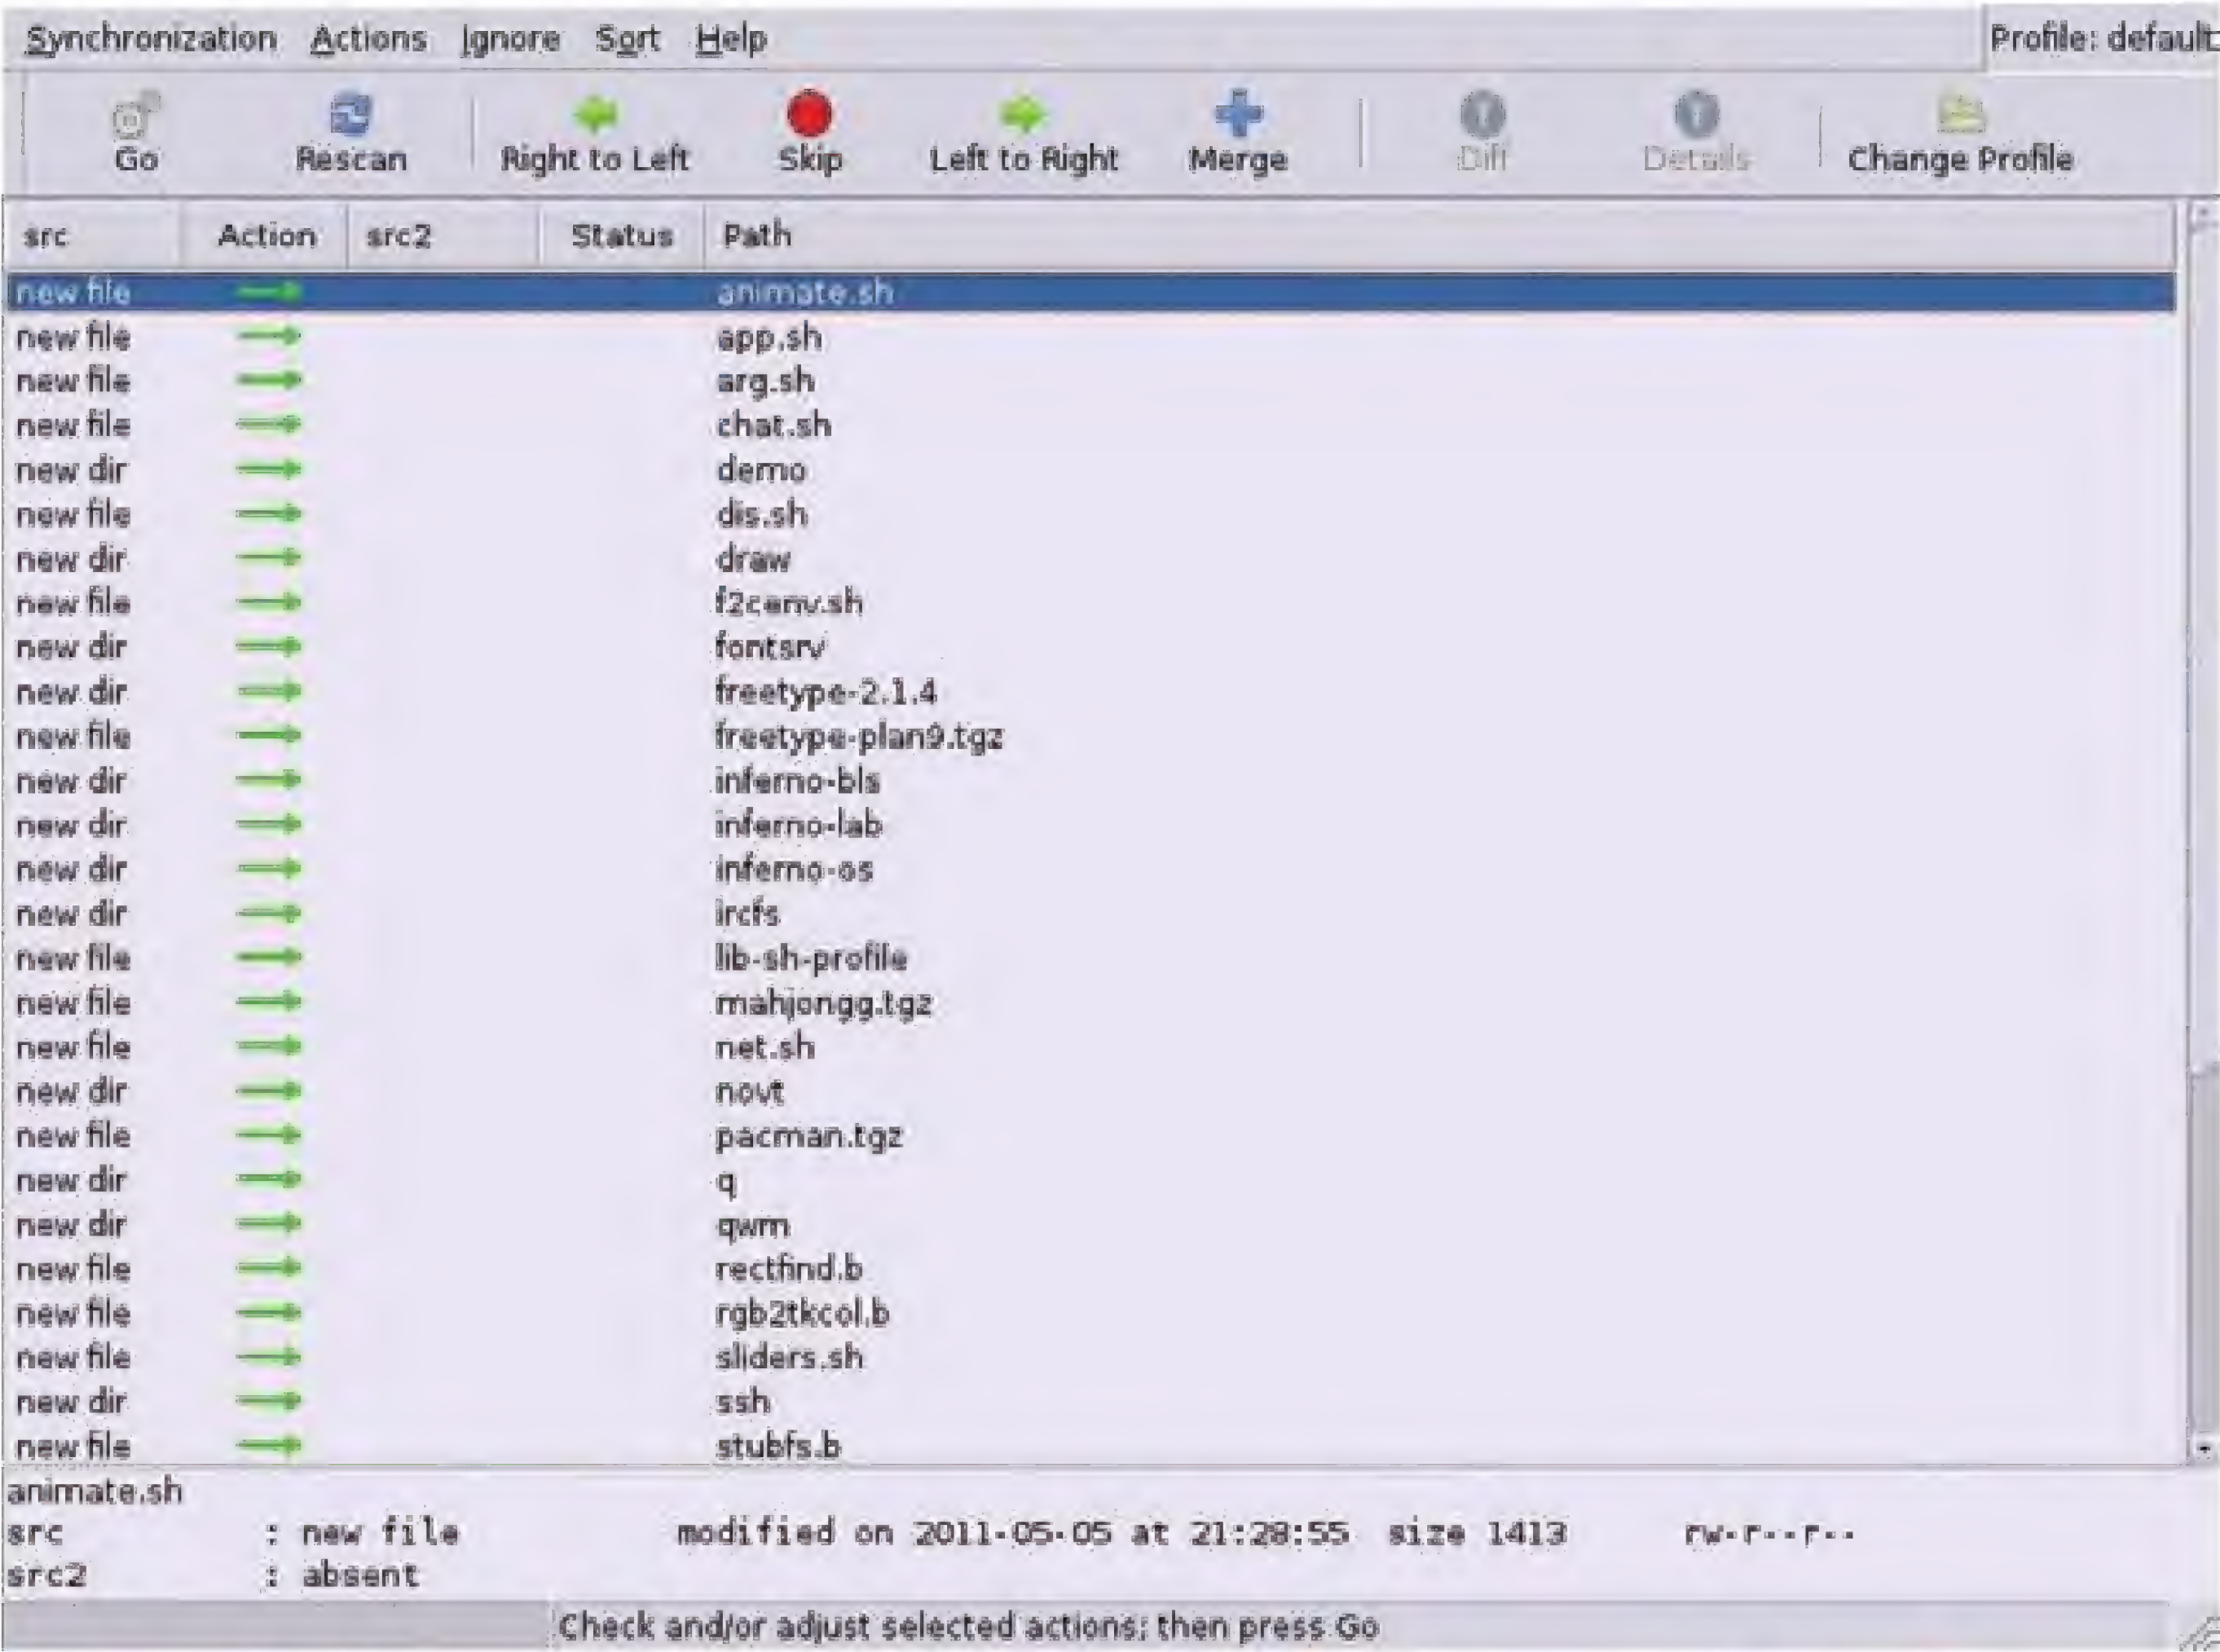 Synchronization Actions Ignore Sort Help Profile: default
Go Rescan Right to Left Skip Left to Right Merge Diff Details Change Profile
src Action src2 Status Path
new file animate.sh
new file app.sh
new file arg.sh
new file chat.sh
new dir demo
new file dis.sh
new dir draw
new file f2cenv.sh
new dir fontsrv
new dir freetype-2.1.4
new file freetype-plan9.tgz
new dir inferno-bls
new dir inferno-lab
new dir inferno-os
new dir ircfs
new file lib-sh-profile
new file mahjongg.tgz
new file net.sh
new dir novt
new file pacman.tgz
new dir q
new dir qwm
new file rectfind.b
new file rgb2tkcol.b
new file sliders.sh
new dir ssh
new file stubfs.b
animate.sh
src : new file modified on 2011-05-05 at 21:28:55 size 1413 rw-r--r--
src2 : absent
Check and/or adjust selected actions; then press Go